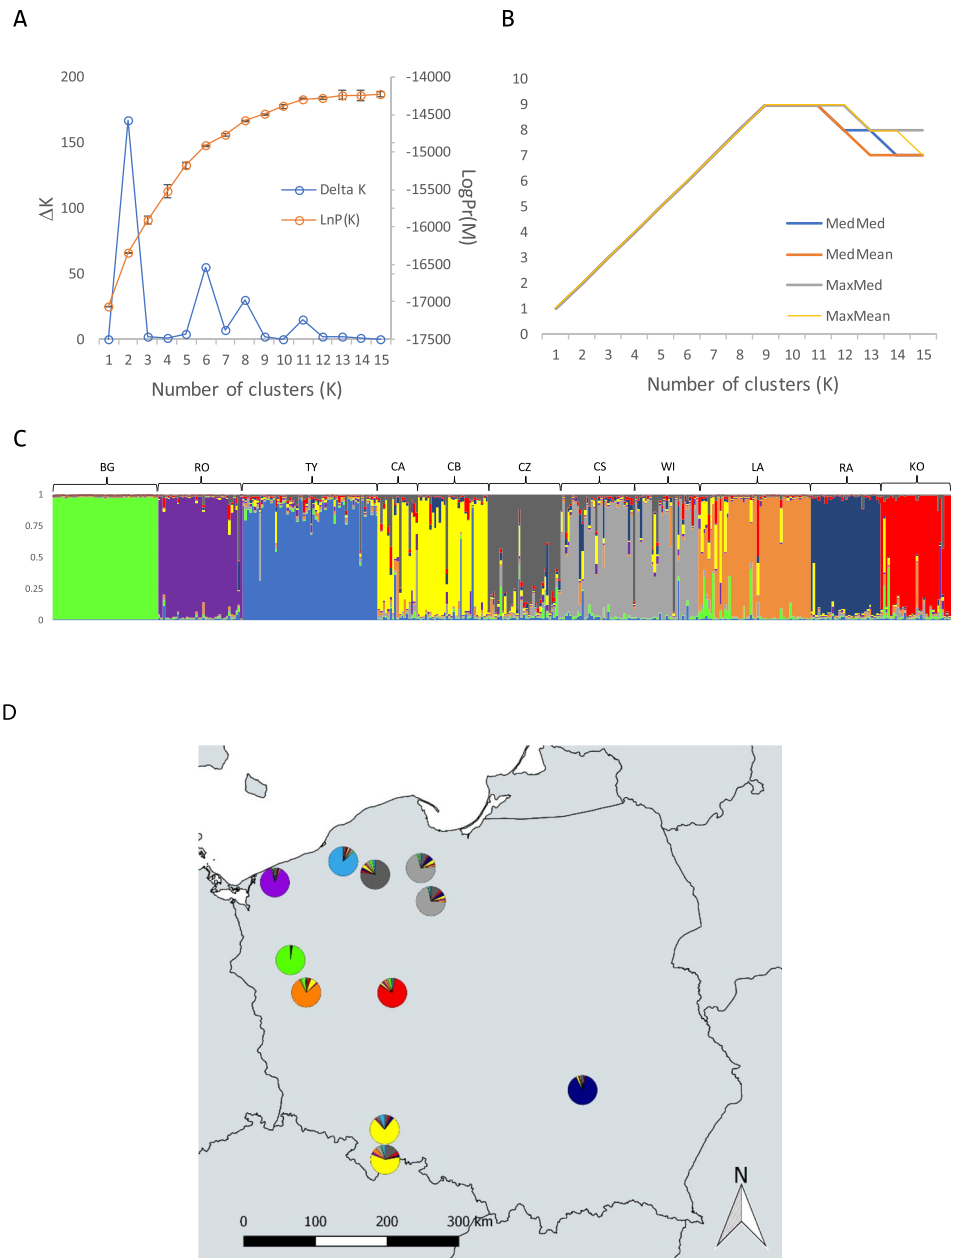 A
B
200
150
100
50
0
ΔK
-14000
-14500
-15000
-15500
-16000
-16500
-17000
-17500
LogPr(M)
Delta K
LnP(K)
1 2 3 4 5 6 7 8 9 10 11 12 13 14 15
Number of clusters (K)
10
9
8
7
6
5
4
3
2
1
0
MedMed
MedMean
MaxMed
MaxMean
1 2 3 4 5 6 7 8 9 10 11 12 13 14 15
Number of clusters (K)
C
BG RO TY CA CB CZ CS WI LA RA KO
1
0.75
0.5
0.25
0
D
N
0 100 200 300 km